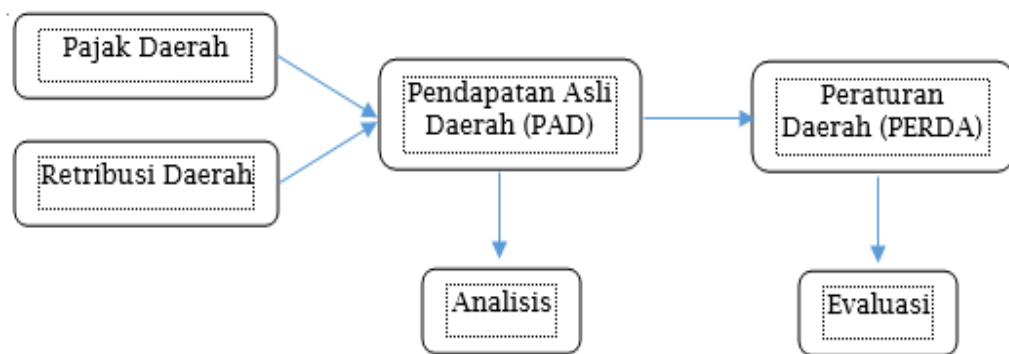 Pajak Daerah
Retribusi Daerah
Pendapatan Asli
Daerah (PAD)
Peraturan
Daerah (PERDA)
Analisis
Evaluasi